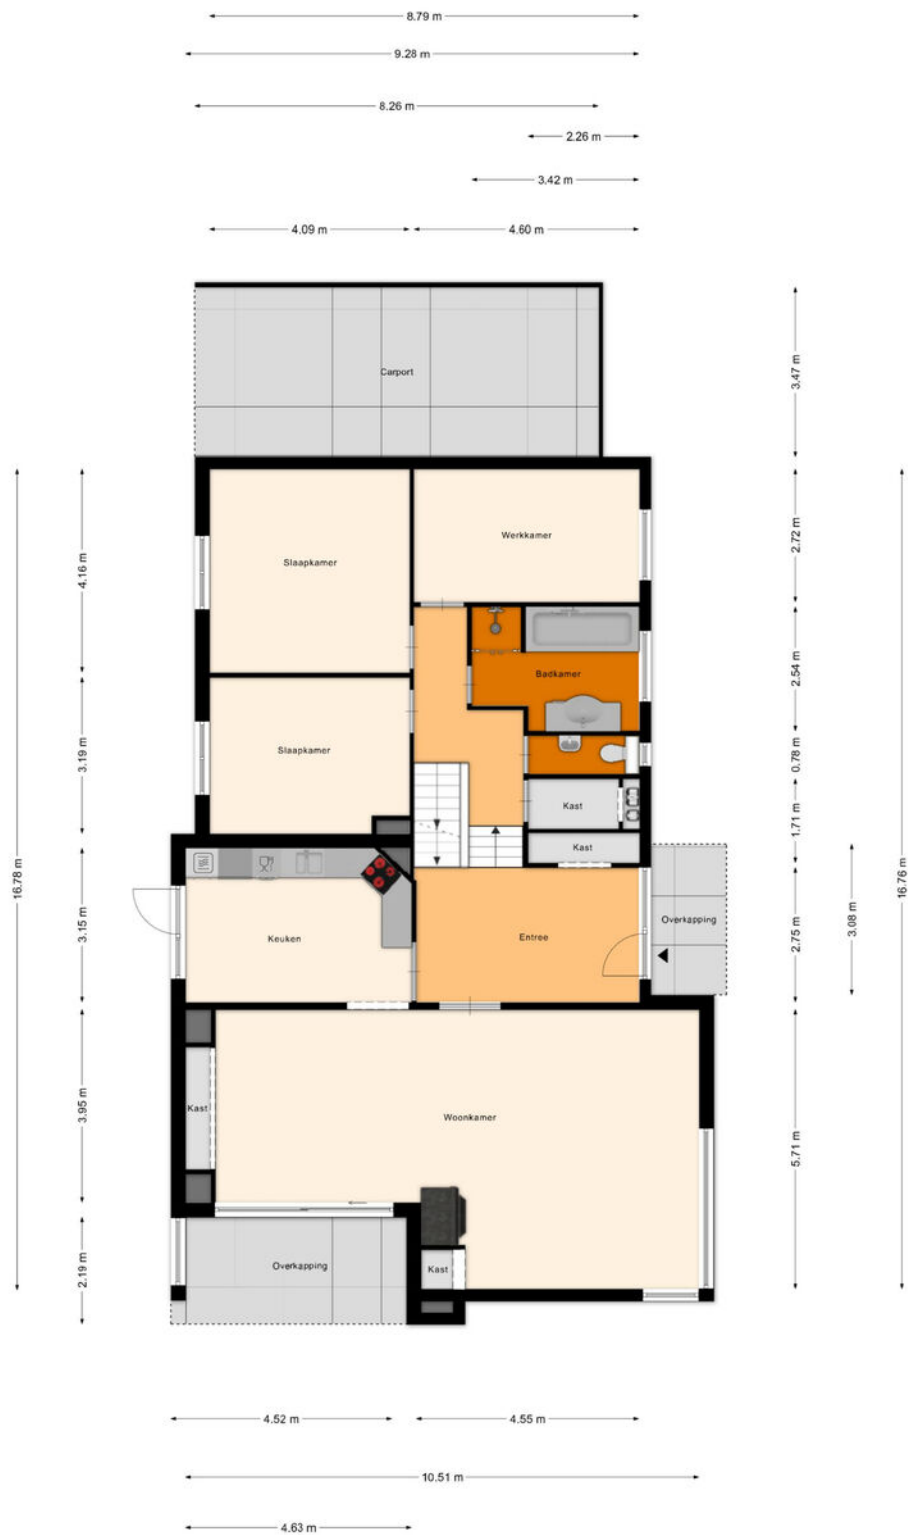 8.79 m
9.28 m
8.26 m
2.26 m
3.42 m
4.09 m
4.60 m
3.47 m
Carport
4.16 m
Slaapkamer
Werkkamer
2.72 m
Badkamer
2.54 m
3.19 m
Slaapkamer
0.78 m
Kast
1.71 m
Kast
16.78 m
16.76 m
3.15 m
Keuken
Entree
Overkapping
2.75 m
3.08 m
3.95 m
Kast
Woonkamer
5.71 m
2.19 m
Overkapping
Kast
4.52 m
4.55 m
10.51 m
4.63 m